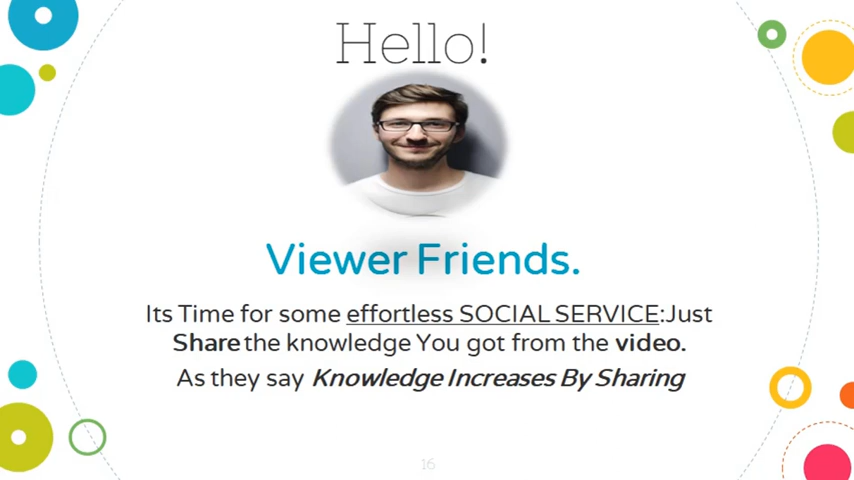 Hello!
Viewer Friends.
Its Time for some effortless SOCIAL SERVICE:Just
Share the knowledge You got from the video.
As they say Knowledge Increases By Sharing
16